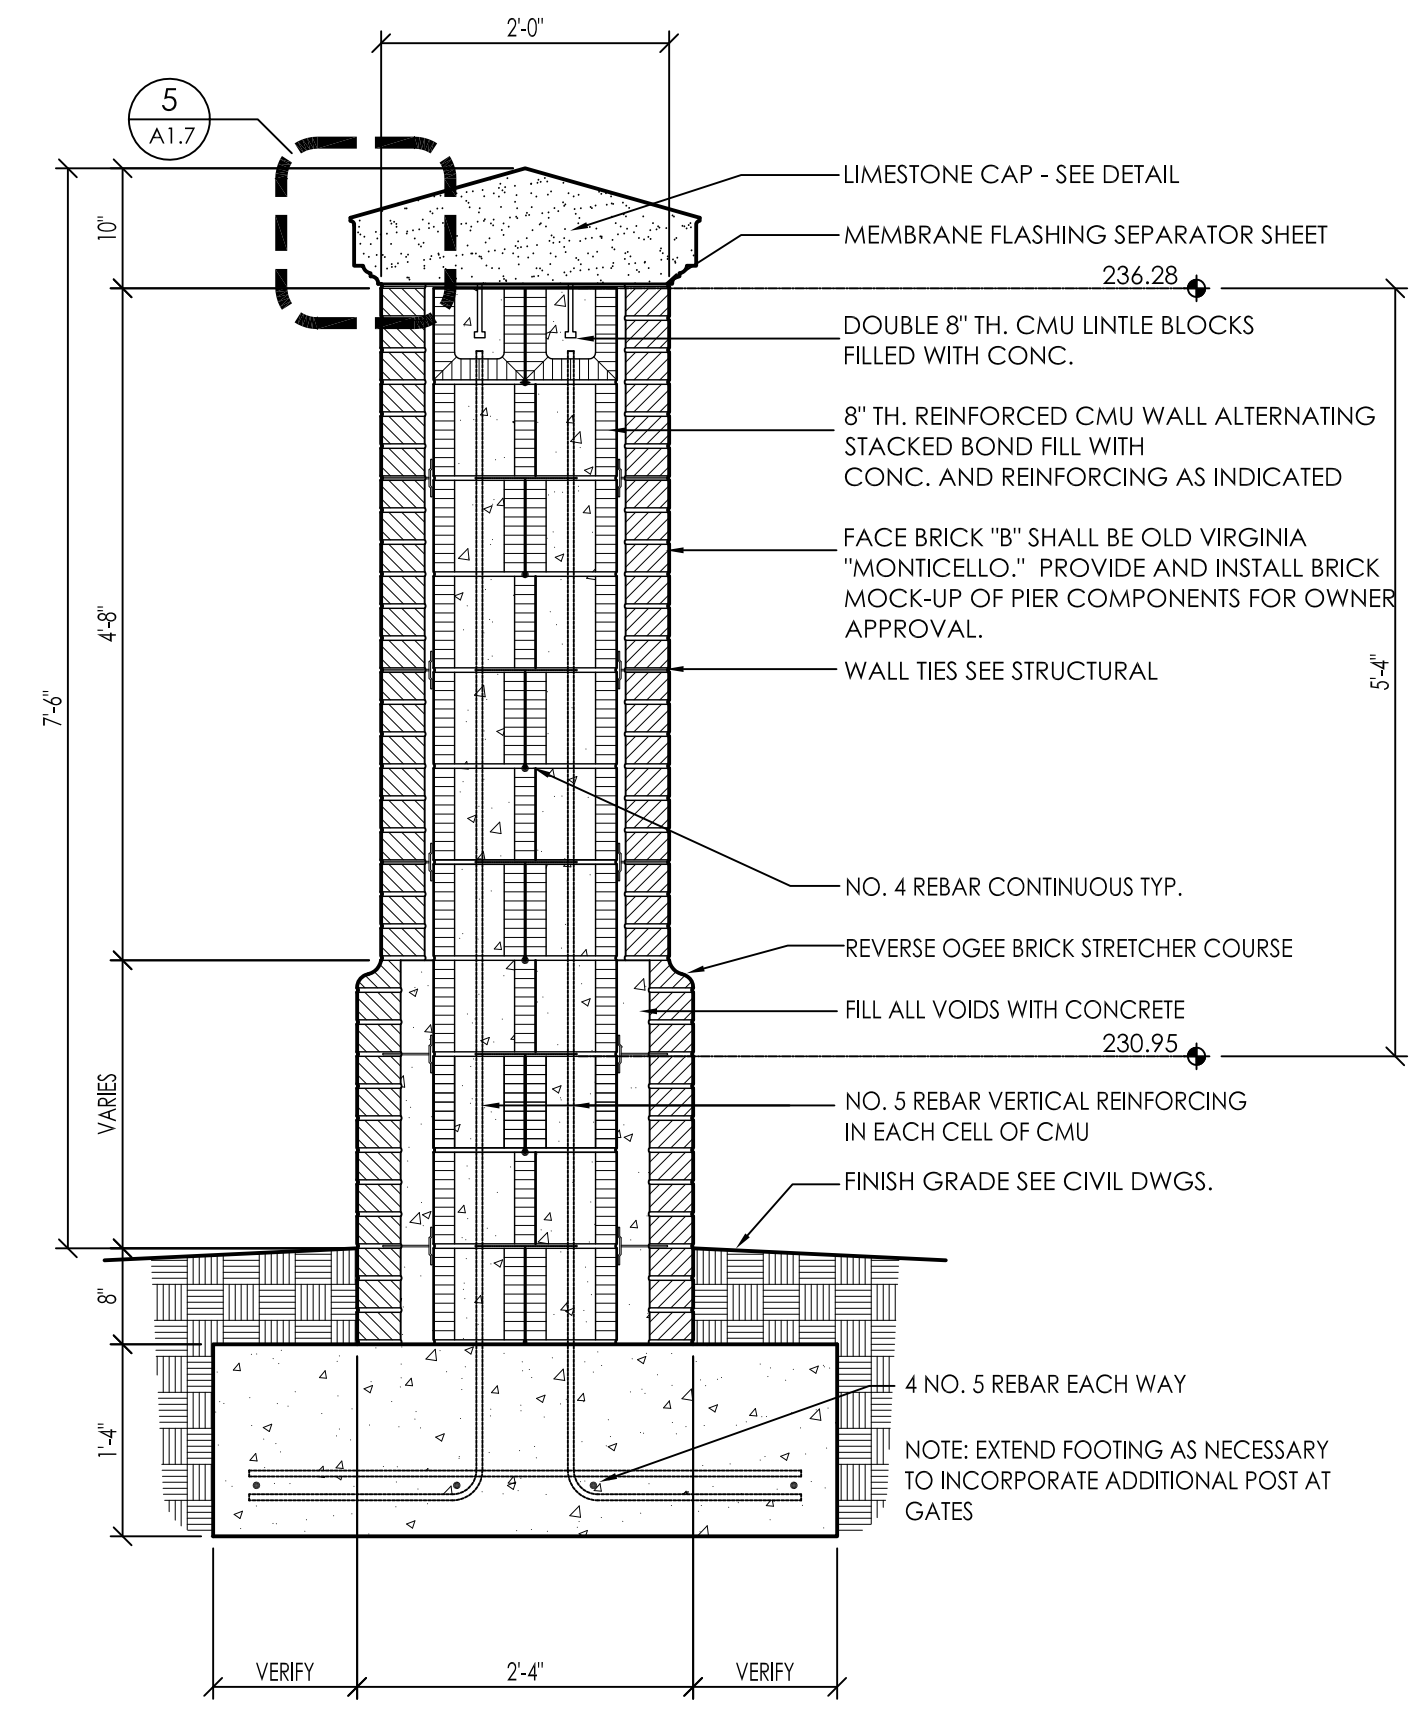 2'-0"
5
A1.7
LIMESTONE CAP - SEE DETAIL
10"
MEMBRANE FLASHING SEPARATOR SHEET
236.28
DOUBLE 8" TH. CMU LINTLE BLOCKS
FILLED WITH CONC.
8" TH. REINFORCED CMU WALL ALTERNATING
STACKED BOND FILL WITH
CONC. AND REINFORCING AS INDICATED
FACE BRICK "B" SHALL BE OLD VIRGINIA
"MONTICELLO." PROVIDE AND INSTALL BRICK
MOCK-UP OF PIER COMPONENTS FOR OWNER
APPROVAL.
4'-8"
WALL TIES SEE STRUCTURAL
5'-4"
7'-6"
NO. 4 REBAR CONTINUOUS TYP.
REVERSE OGEE BRICK STRETCHER COURSE
FILL ALL VOIDS WITH CONCRETE
230.95
VARIES
NO. 5 REBAR VERTICAL REINFORCING
IN EACH CELL OF CMU
FINISH GRADE SEE CIVIL DWGS.
8"
4 NO. 5 REBAR EACH WAY
1'-4"
NOTE: EXTEND FOOTING AS NECESSARY
TO INCORPORATE ADDITIONAL POST AT
GATES
VERIFY
2'-4"
VERIFY